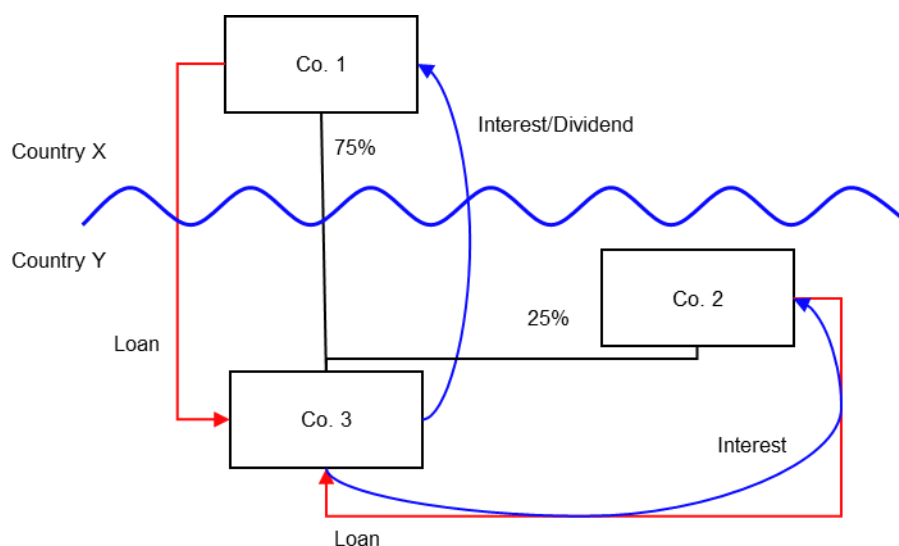 Co. 1
Interest/Dividend
75%
Country X
Country Y
Co. 2
25%
Loan
Co. 3
Interest
Loan